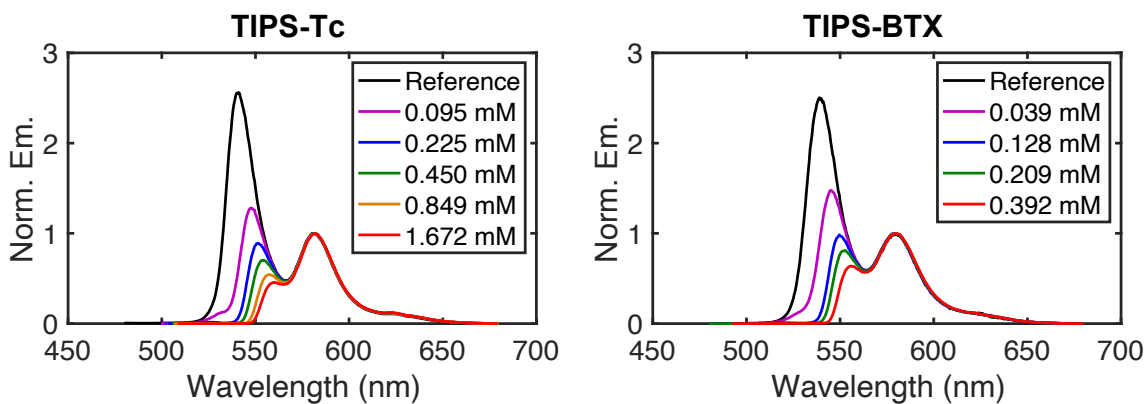 TIPS-Tc
Norm. Em.
3
2
1
0
450 500 550 600 650 700
Wavelength (nm)
Reference
0.095 mM
0.225 mM
0.450 mM
0.849 mM
1.672 mM
TIPS-BTX
Norm. Em.
3
2
1
0
450 500 550 600 650 700
Wavelength (nm)
Reference
0.039 mM
0.128 mM
0.209 mM
0.392 mM